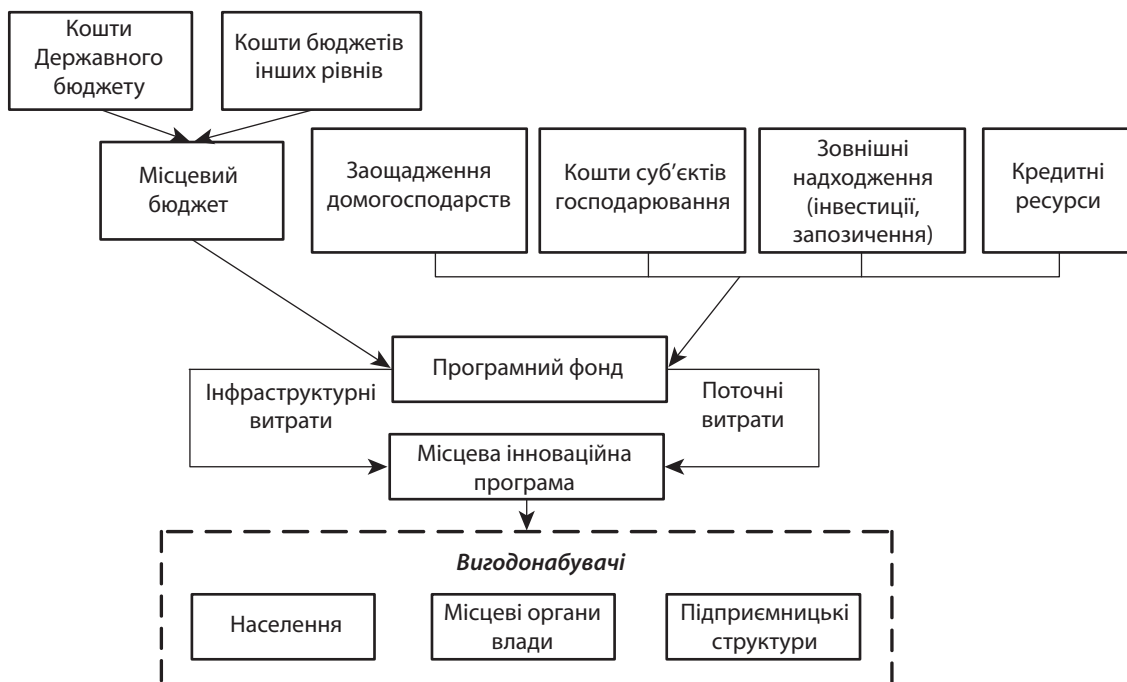 Кошти
Державного
бюджету
Кошти бюджетів
інших рівнів
Місцевий
бюджет
Заощадження
домогосподарств
Кошти суб’єктів
господарювання
Зовнішні
надходження
(інвестиції,
запозичення)
Кредитні
ресурси
Програмний фонд
Інфраструктурні
витрати
Поточні
витрати
Місцева інноваційна
програма
Вигодонабувачі
Населення
Місцеві органи
влади
Підприємницькі
структури